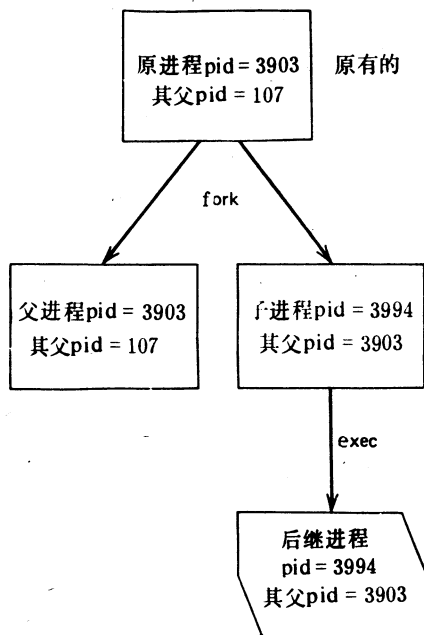 原进程pid = 3903
其父pid = 107
原有的
fork
父进程pid = 3903
其父pid = 107
子进程pid = 3994
其父pid = 3903
exec
后继进程
pid = 3994
其父pid = 3903